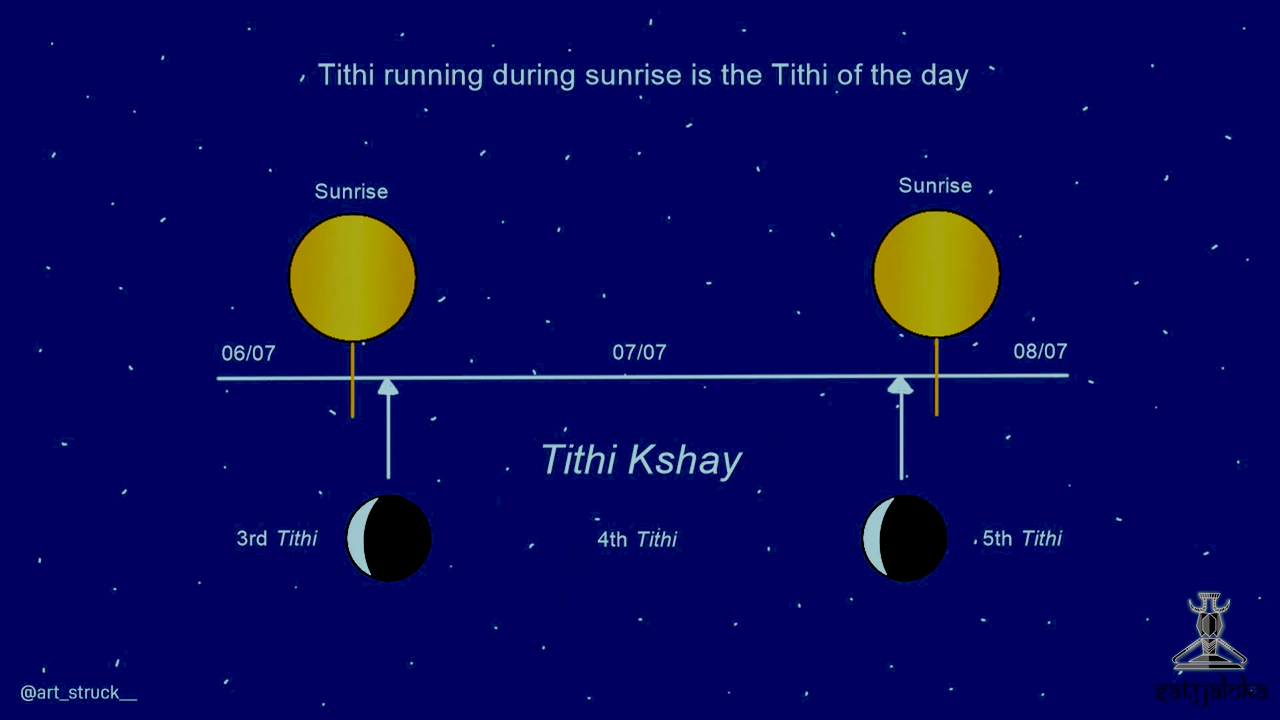 Tithi running during sunrise is the Tithi of the day
Sunrise
Sunrise
06/07
07/07
08/07
Tithi Kshay
3rd Tithi
4th Tithi
5th Tithi
@art_struck__
satyaloka